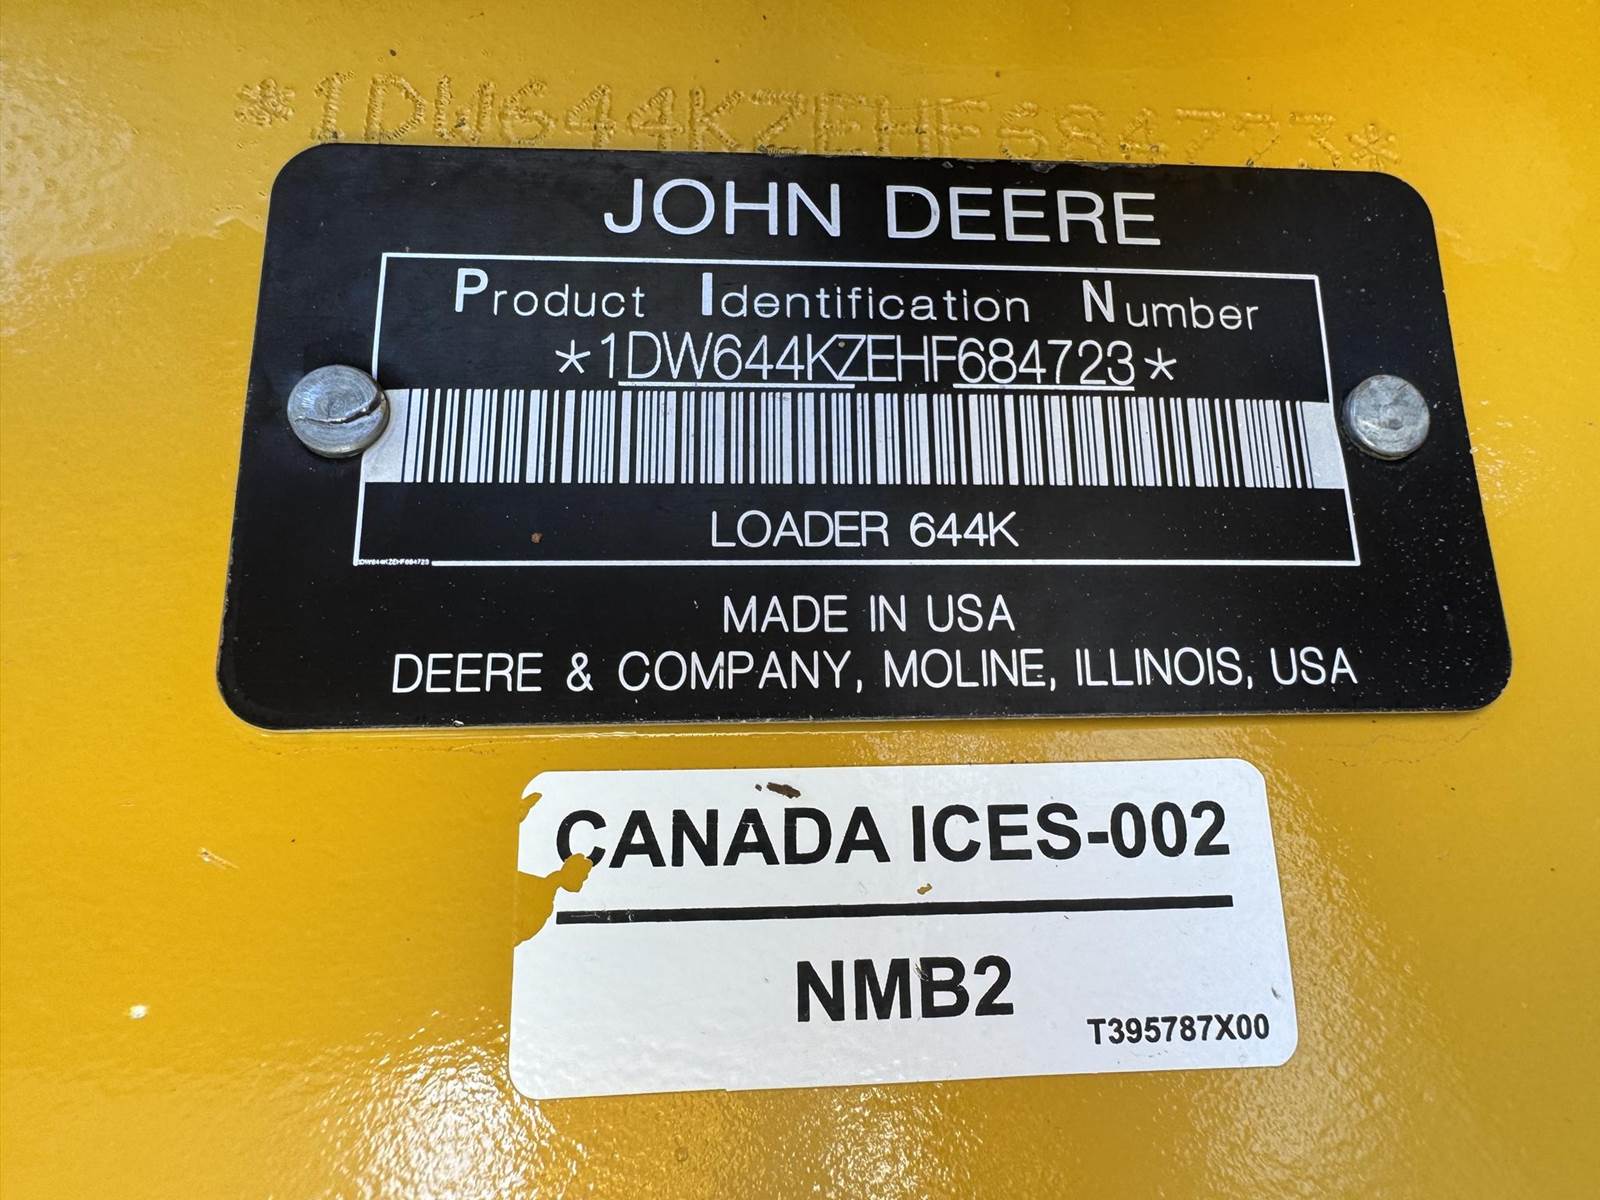 *1DW644KZEHF684723*
JOHN DEERE
Product Identification Number
*1DW644KZEHF684723*
LOADER 644K
1DW644KZEHF684723
MADE IN USA
DEERE & COMPANY, MOLINE, ILLINOIS, USA
CANADA ICES-002
NMB2
T395787X00